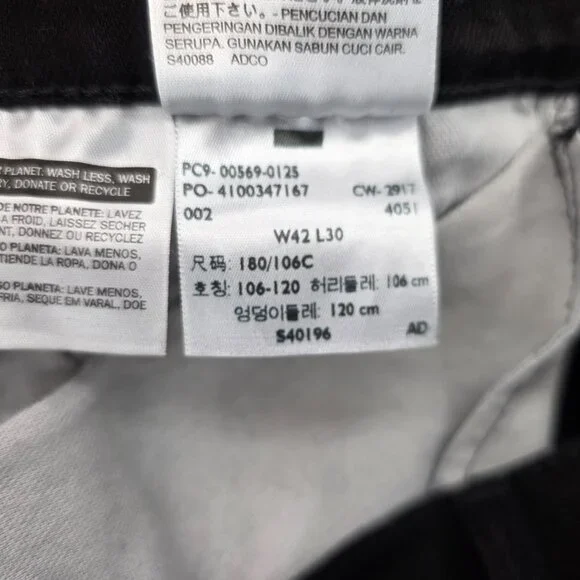 使用下さい。
- PENCUCIAN DAN
PENGERINGAN DIBALIK DENGAN WARNA
SERUPA. GUNAKAN SABUN CUCI CAIR.
S40088 ADCO
PLANET: WASH LESS, WASH
DONATE OR RECYCLE
DE NOTRE PLANETE: LAVEZ
A FROID, LAISSEZ SECHER
DONNEZ OU RECYCLEZ
PLANETA: LAVA MENOS,
TIENDE LA ROPA, DONA O
PLANETA: LAVE MENOS,
FRIA, SEQUE EM VARAL, DOE
PC9- 00569-0125
PO- 4100347167 CW- 2917
002 4051
W42 L30
尺码: 180/106C
호칭: 106-120 허리둘레: 106 cm
엉덩이둘레: 120 cm
S40196 AD